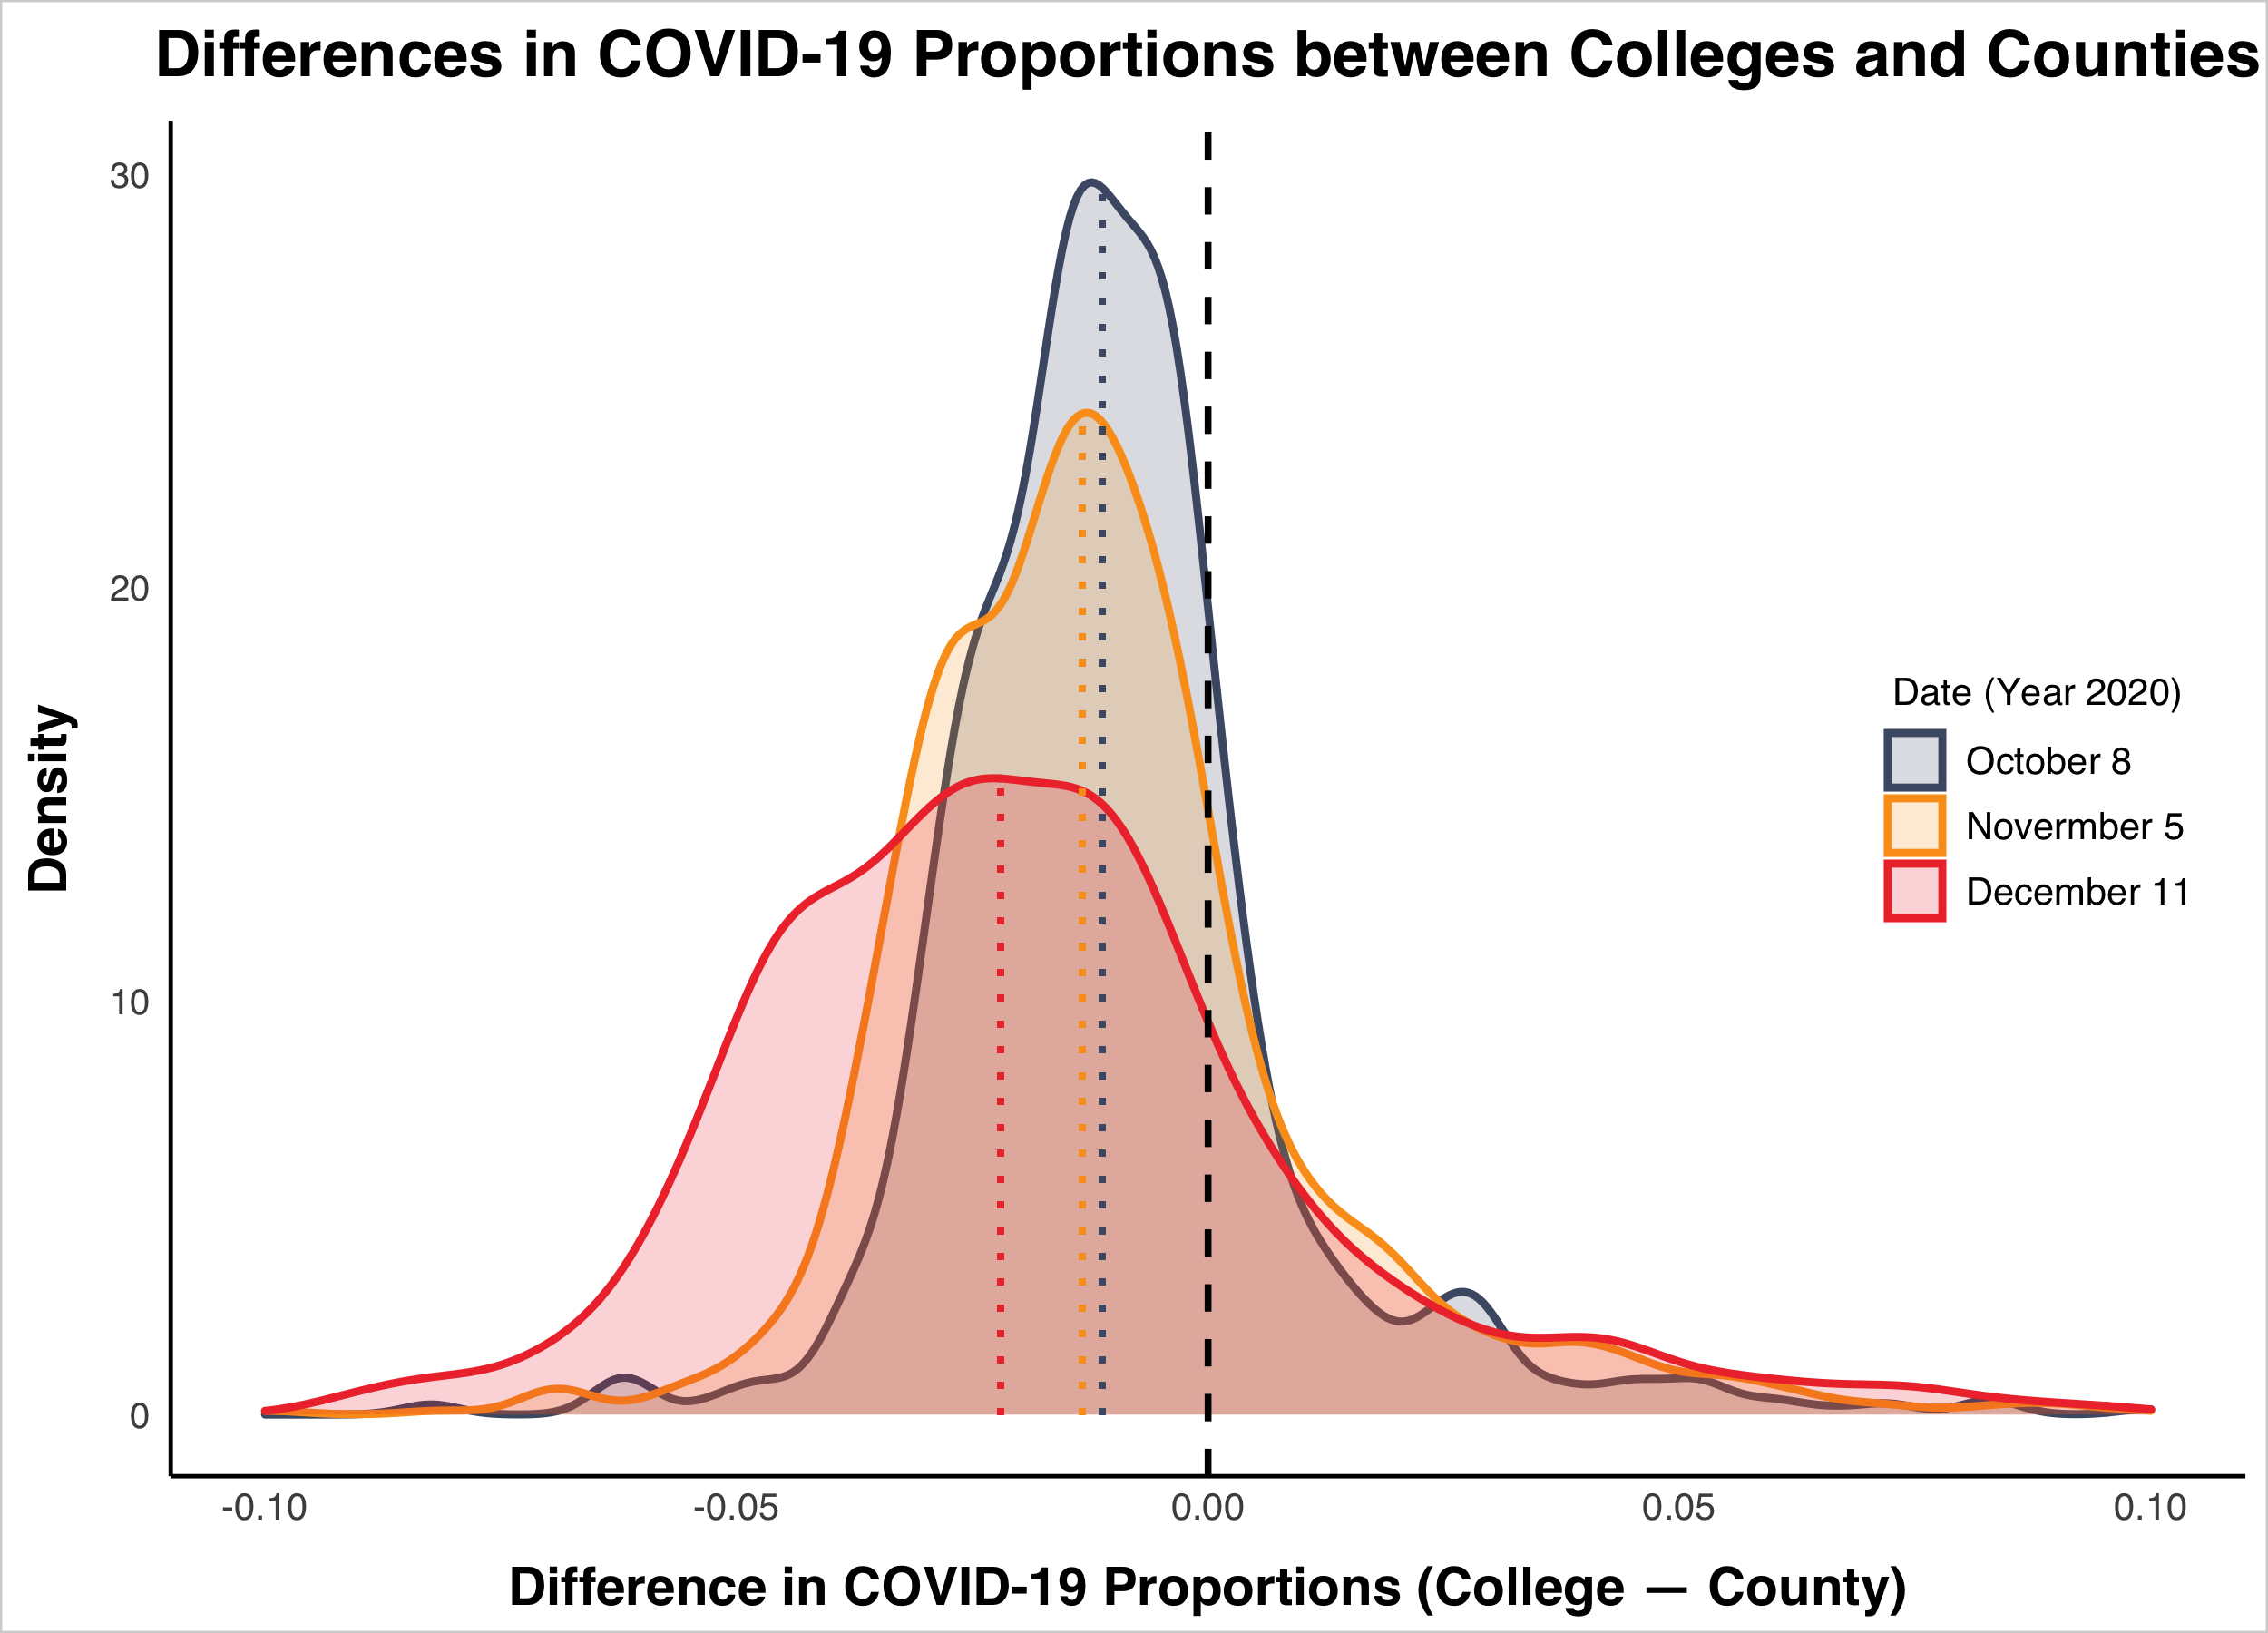 Differences in COVID-19 Proportions between Colleges and Counties
30
20
10
0
Density
Date (Year 2020)
October 8
Novermber 5
December 11
-0.10 -0.05 0.00 0.05 0.10
Difference in COVID-19 Proportions (College — County)